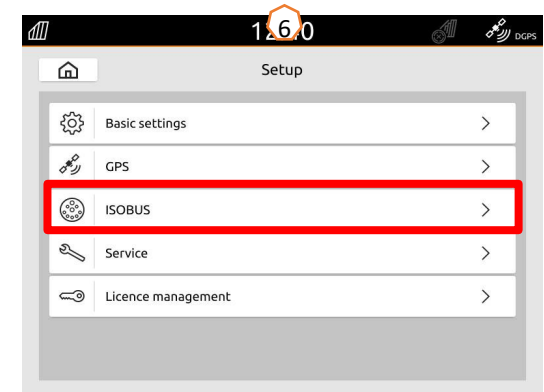 6
DGPS
Setup
Basic settings
GPS
ISOBUS
Service
Licence management